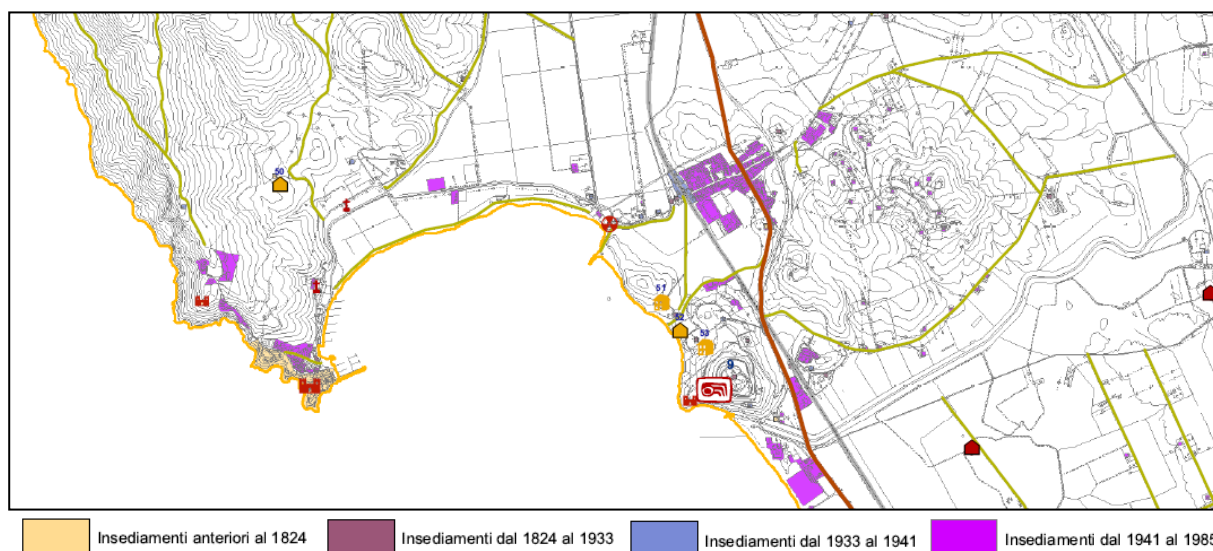 50
51
52
53
9
Insediamenti anteriori al 1824
Insediamenti dal 1824 al 1933
Insediamenti dal 1933 al 1941
Insediamenti dal 1941 al 1985